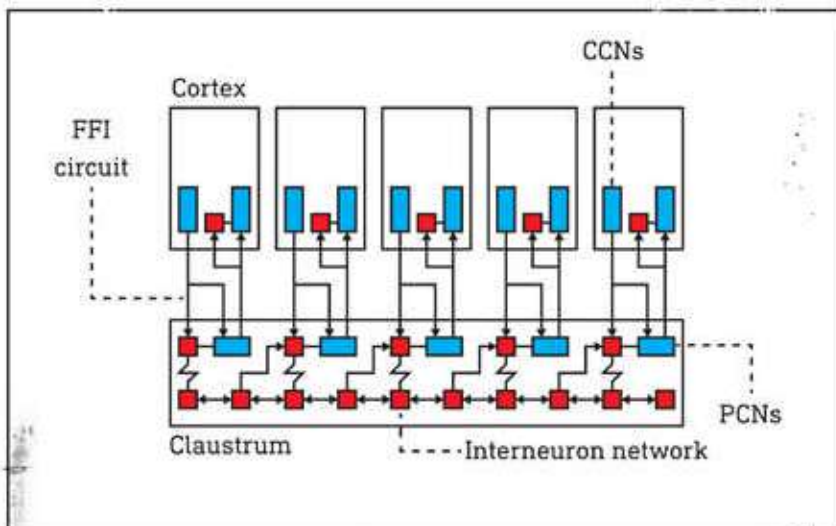 CCNs
Cortex
FFI
circuit
PCNs
Claustrum
Interneuron network